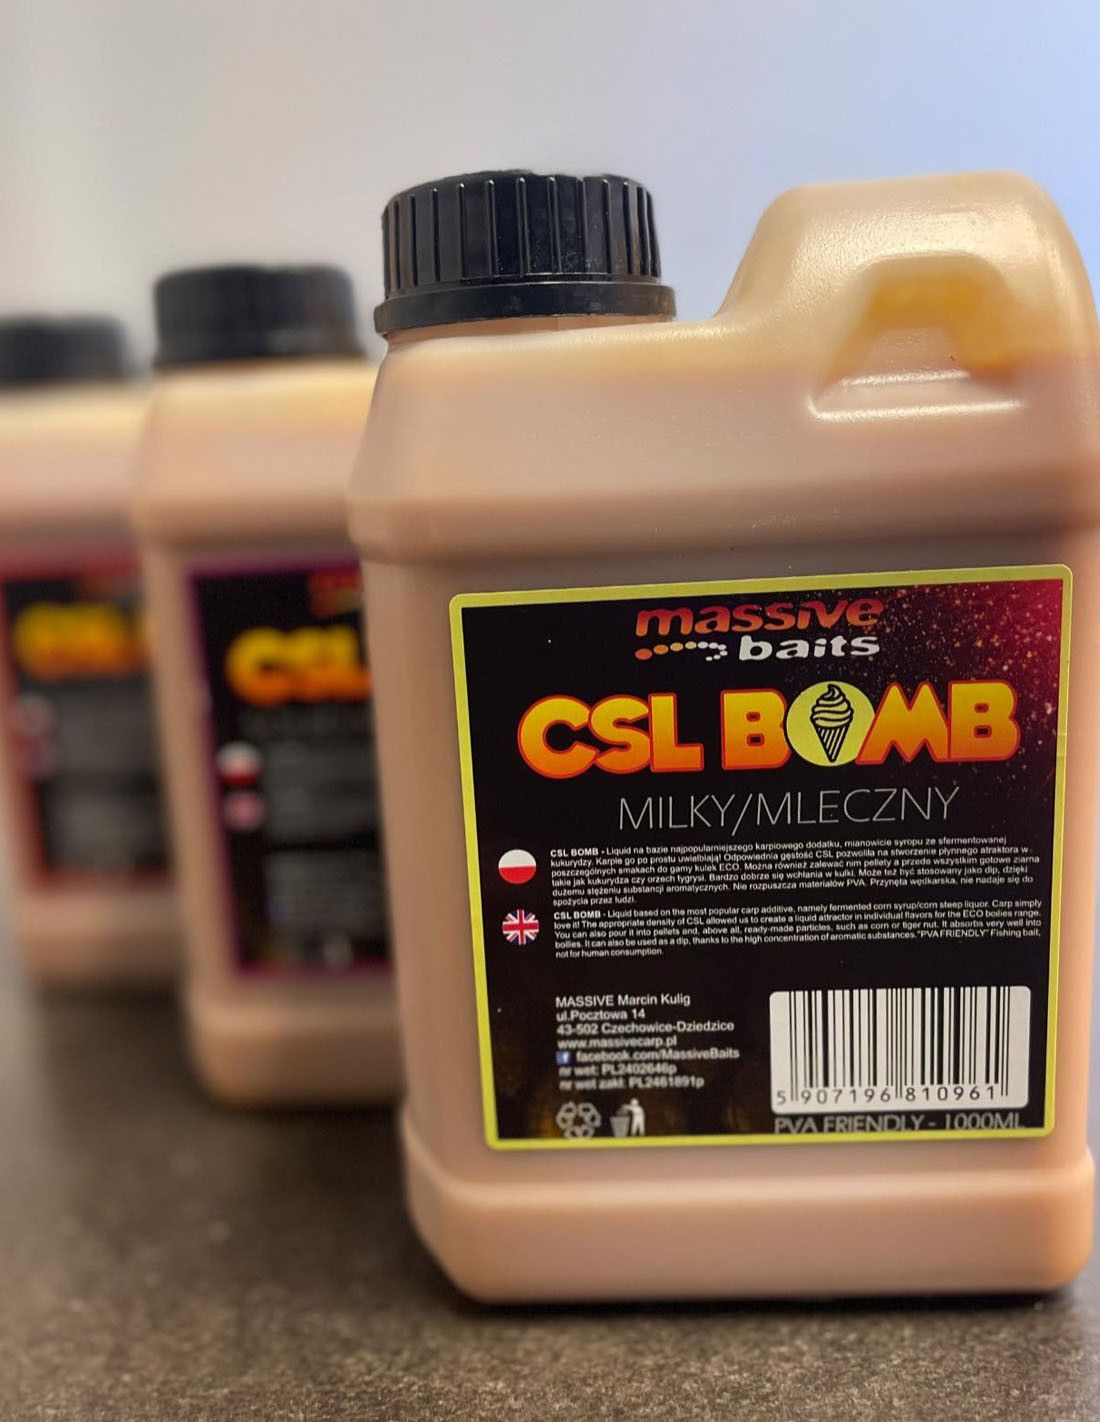 massive
baits
CSL BOMB
MILKY/MLECZNY
CSL BOMB - Liquid na bazie najpopularniejszego karpiowego dodatku, mianowicie syropu ze sfermentowanej
kukurydzy. Karpie go po prostu uwielbiają! Odpowiednia gęstość CSL pozwoliła na stworzenie płynnego atraktora w
poszczególnych smakach do gamy kulek ECO. Można również zalewać nim pellety a przede wszystkim gotowe ziarna
takie jak kukurydza czy orzech tygrysi. Bardzo dobrze się wchłania w kulki. Może też być stosowany jako dip, dzięki
dużemu stężeniu substancji aromatycznych. Nie rozpuszcza materiałów PVA. Przynęta wędkarska, nie nadaje się do
spożycia przez ludzi.
CSL BOMB - Liquid based on the most popular carp additive, namely fermented corn syrup/corn steep liquor. Carp simply
love it! The appropriate density of CSL allowed us to create a liquid attractor in individual flavors for the ECO boilies range.
You can also pour it into pellets and, above all, ready-made particles, such as corn or tiger nut. It absorbs very well into
boilies. It can also be used as a dip, thanks to the high concentration of aromatic substances. "PVA FRIENDLY" Fishing bait,
not for human consumption.
MASSIVE Marcin Kulig
ul.Pocztowa 14
43-502 Czechowice-Dziedzice
www.massivecarp.pl
facebook.com/MassiveBaits
nr wet: PL2402646p
nr wet zakł: PL2461891p
5 907196 810961
PVA FRIENDLY - 1000ML
CSL
CSL